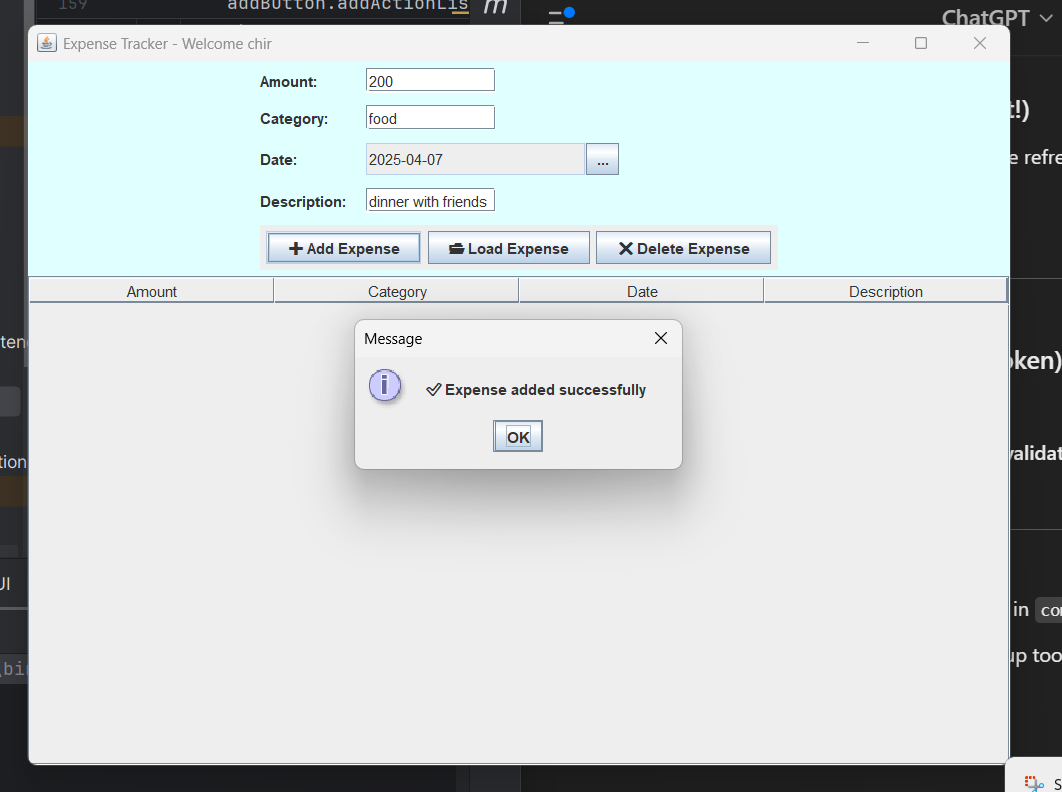 159
addButton.addActionLis
m
ChatGPT
Expense Tracker - Welcome chir
Amount:
200
Category:
food
Date:
2025-04-07
...
Description:
dinner with friends
Add Expense
Load Expense
Delete Expense
Amount
Category
Date
Description
Message
Expense added successfully
OK
t!)
e refre
ten
oken)
tion
validat
UI
in con
up too
\bin
S